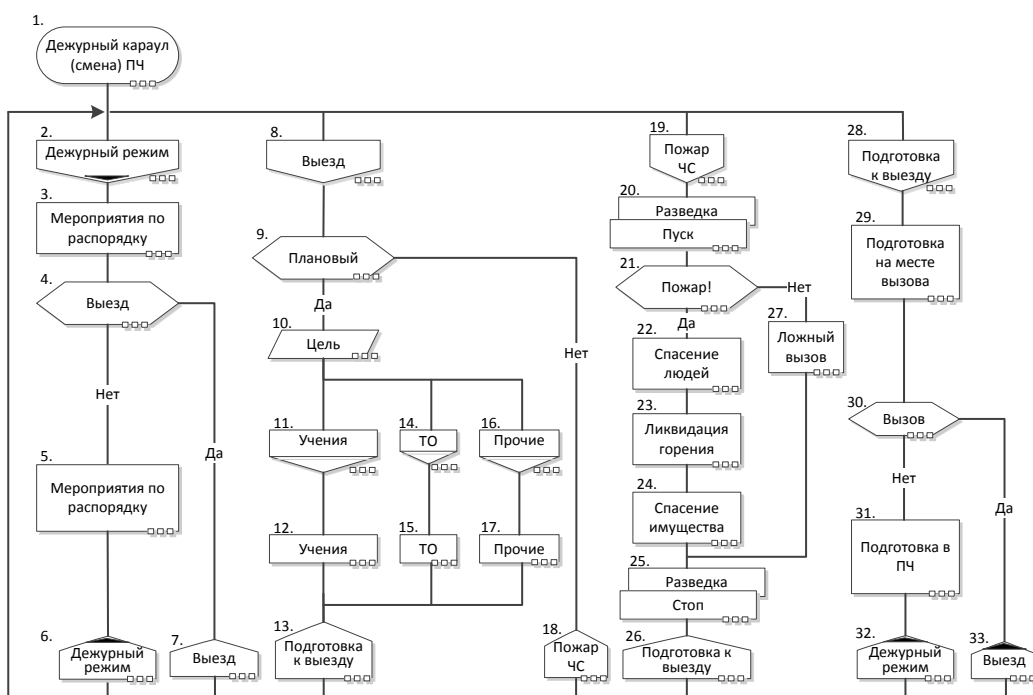 1.
Дежурный караул
(смена) ПЧ
2.
Дежурный режим
3.
Мероприятия по
распорядку
4.
Выезд
Нет
Да
5.
Мероприятия по
распорядку
6.
Дежурный
режим
7.
Выезд
8.
Выезд
9.
Плановый
Да
Нет
10.
Цель
11.
Учения
12.
Учения
13.
Подготовка
к выезду
14.
ТО
15.
ТО
16.
Прочие
17.
Прочие
18.
Пожар
ЧС
19.
Пожар
ЧС
20.
Разведка
Пуск
21.
Пожар!
Нет
Да
22.
Спасение
людей
23.
Ликвидация
горения
24.
Спасение
имущества
25.
Разведка
Стоп
26.
Подготовка к
выезду
27.
Ложный
вызов
28.
Подготовка
к выезду
29.
Подготовка
на месте
вызова
30.
Вызов
Нет
Да
31.
Подготовка в
ПЧ
32.
Дежурный
режим
33.
Выезд